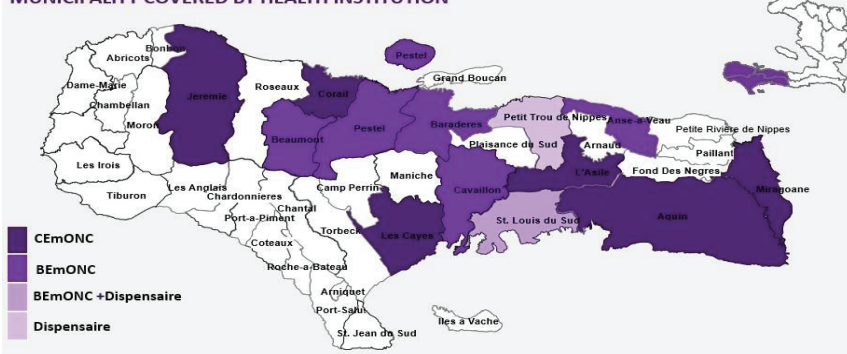 MUNICIPALITY COVERED BY HEALTH INSTITUTION
Bonbon
Abricots
Pestel
Grand Boucan
Dame-Marie
Jeremie
Roseaux
Corail
Chambellan
Moron
Beaumont
Pestel
Baraderes
Petit Trou de Nippes
Anse-a-Veau
Petite Rivière de Nippes
Plaisance du Sud
Arnaud
Paillant
Les Irois
Tiburon
Les Anglais
Chardonnieres
Camp Perrin
Maniche
Cavaillon
L'Asile
Fond Des Negres
Miragoane
Chantal
Port-a-Piment
Torbeck
Les Cayes
St. Louis du Sud
Aquin
Coteaux
Roche-a-Bateau
Arniquet
Port-Salut
St. Jean du Sud
Iles a Vache
CEmONC
BEmONC
BEmONC +Dispensaire
Dispensaire